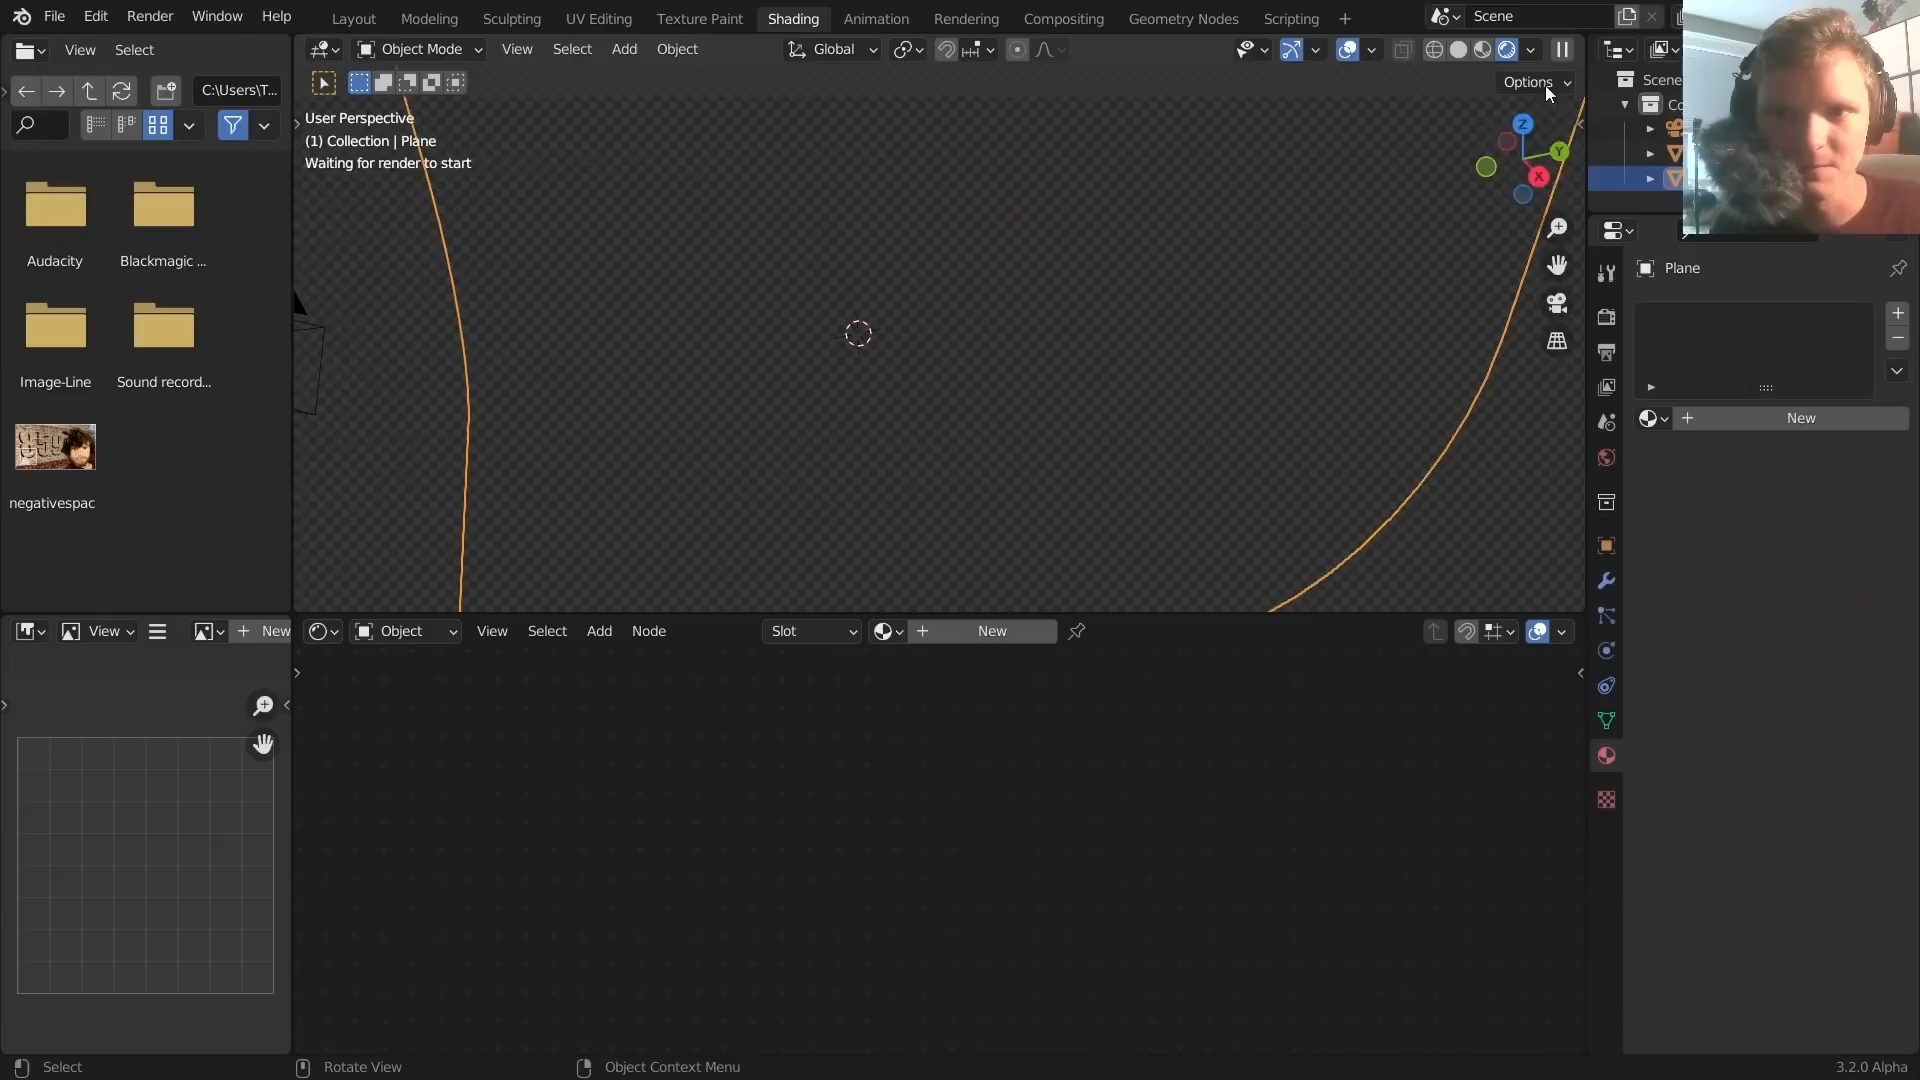 File Edit Render Window Help
Layout Modeling Sculpting UV Editing Texture Paint Shading Animation Rendering Compositing Geometry Nodes Scripting
Scene
View Select
Object Mode View Select Add Object
Global
Scene
C:\Users\T...
Options
User Perspective
(1) Collection | Plane
Waiting for render to start
Z
Y
X
Audacity Blackmagic ...
Image-Line Sound record...
negativespac
Plane
New
View New
Object View Select Add Node
Slot New
Select Rotate View Object Context Menu 3.2.0 Alpha